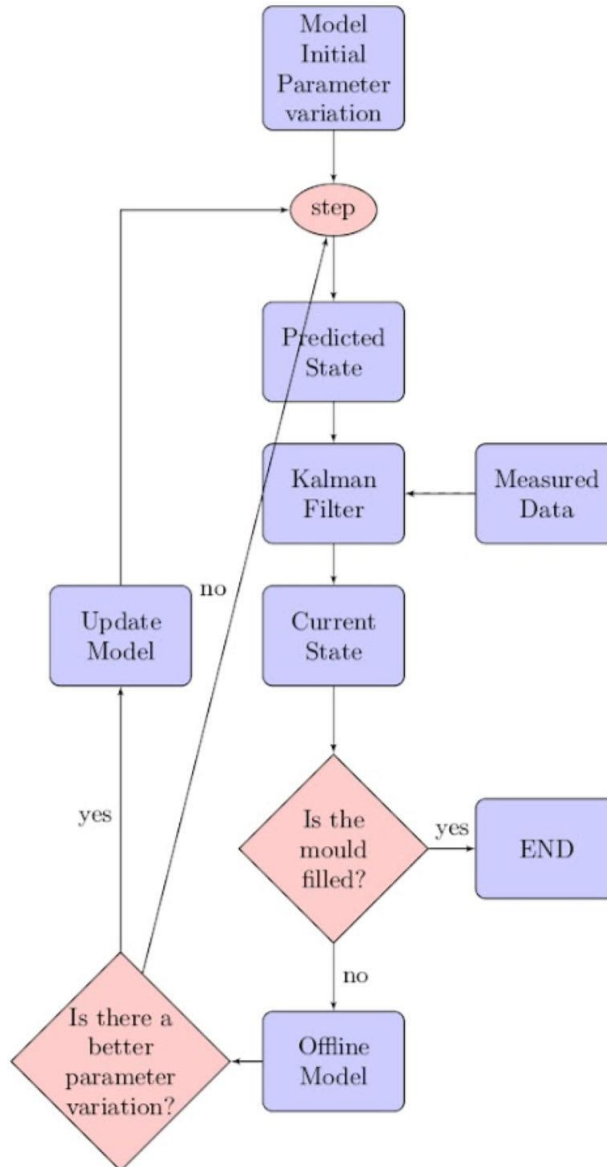 Model
Initial
Parameter
variation
step
Predicted
State
Kalman
Filter
Measured
Data
no
Update
Model
Current
State
yes
Is the
mould
filled?
yes
END
no
Is there a
better
parameter
variation?
Offline
Model